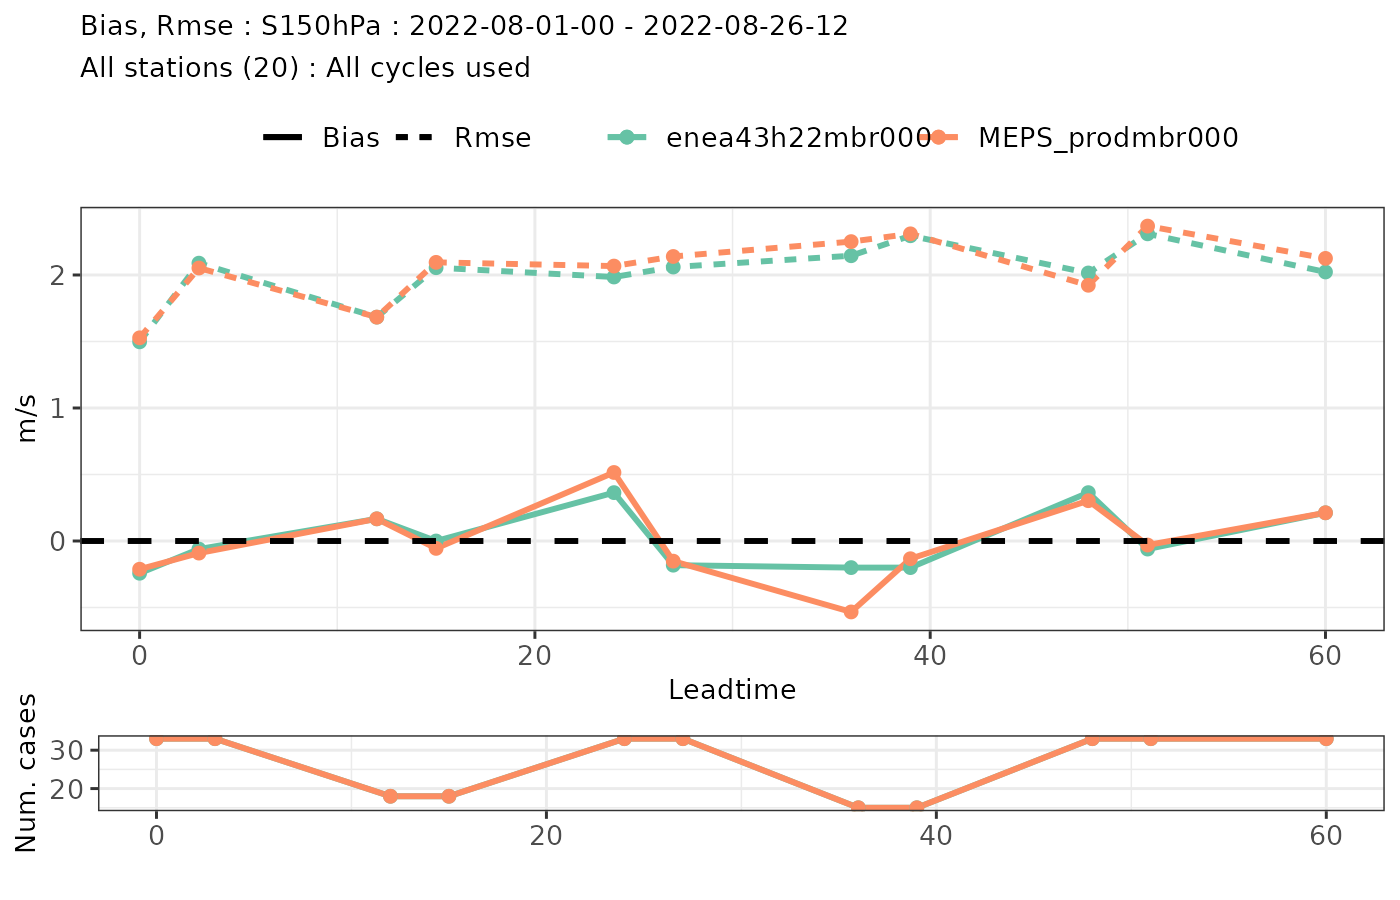 Bias, Rmse : S150hPa : 2022-08-01-00 - 2022-08-26-12
All stations (20) : All cycles used
Bias Rmse enea43h22mbr000 MEPS_prodmbr000
m/s
2
1
0
0 20 40 60
Leadtime
Num. cases
30
20
0 20 40 60